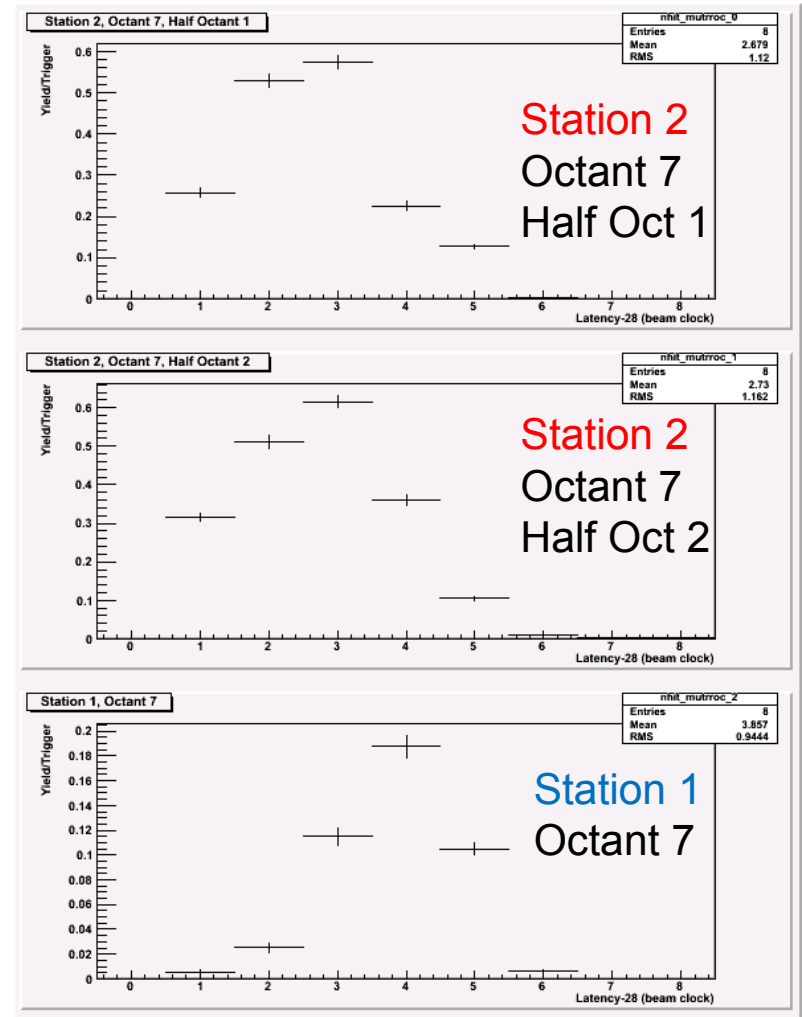 Station 2, Octant 7, Half Octant 1
nhit_mutrroc_0
Entries 8
Mean 2.679
RMS 1.12
Yield/Trigger
0.6
0.5
0.4
0.3
0.2
0.1
0
Station 2
Octant 7
Half Oct 1
0 1 2 3 4 5 6 7 8
Latency-28 (beam clock)
Station 2, Octant 7, Half Octant 2
nhit_mutrroc_1
Entries 8
Mean 2.73
RMS 1.162
Yield/Trigger
0.6
0.5
0.4
0.3
0.2
0.1
0
Station 2
Octant 7
Half Oct 2
0 1 2 3 4 5 6 7 8
Latency-28 (beam clock)
Station 1, Octant 7
nhit_mutrroc_2
Entries 8
Mean 3.857
RMS 0.9444
Yield/Trigger
0.2
0.18
0.16
0.14
0.12
0.1
0.08
0.06
0.04
0.02
0
Station 1
Octant 7
0 1 2 3 4 5 6 7 8
Latency-28 (beam clock)